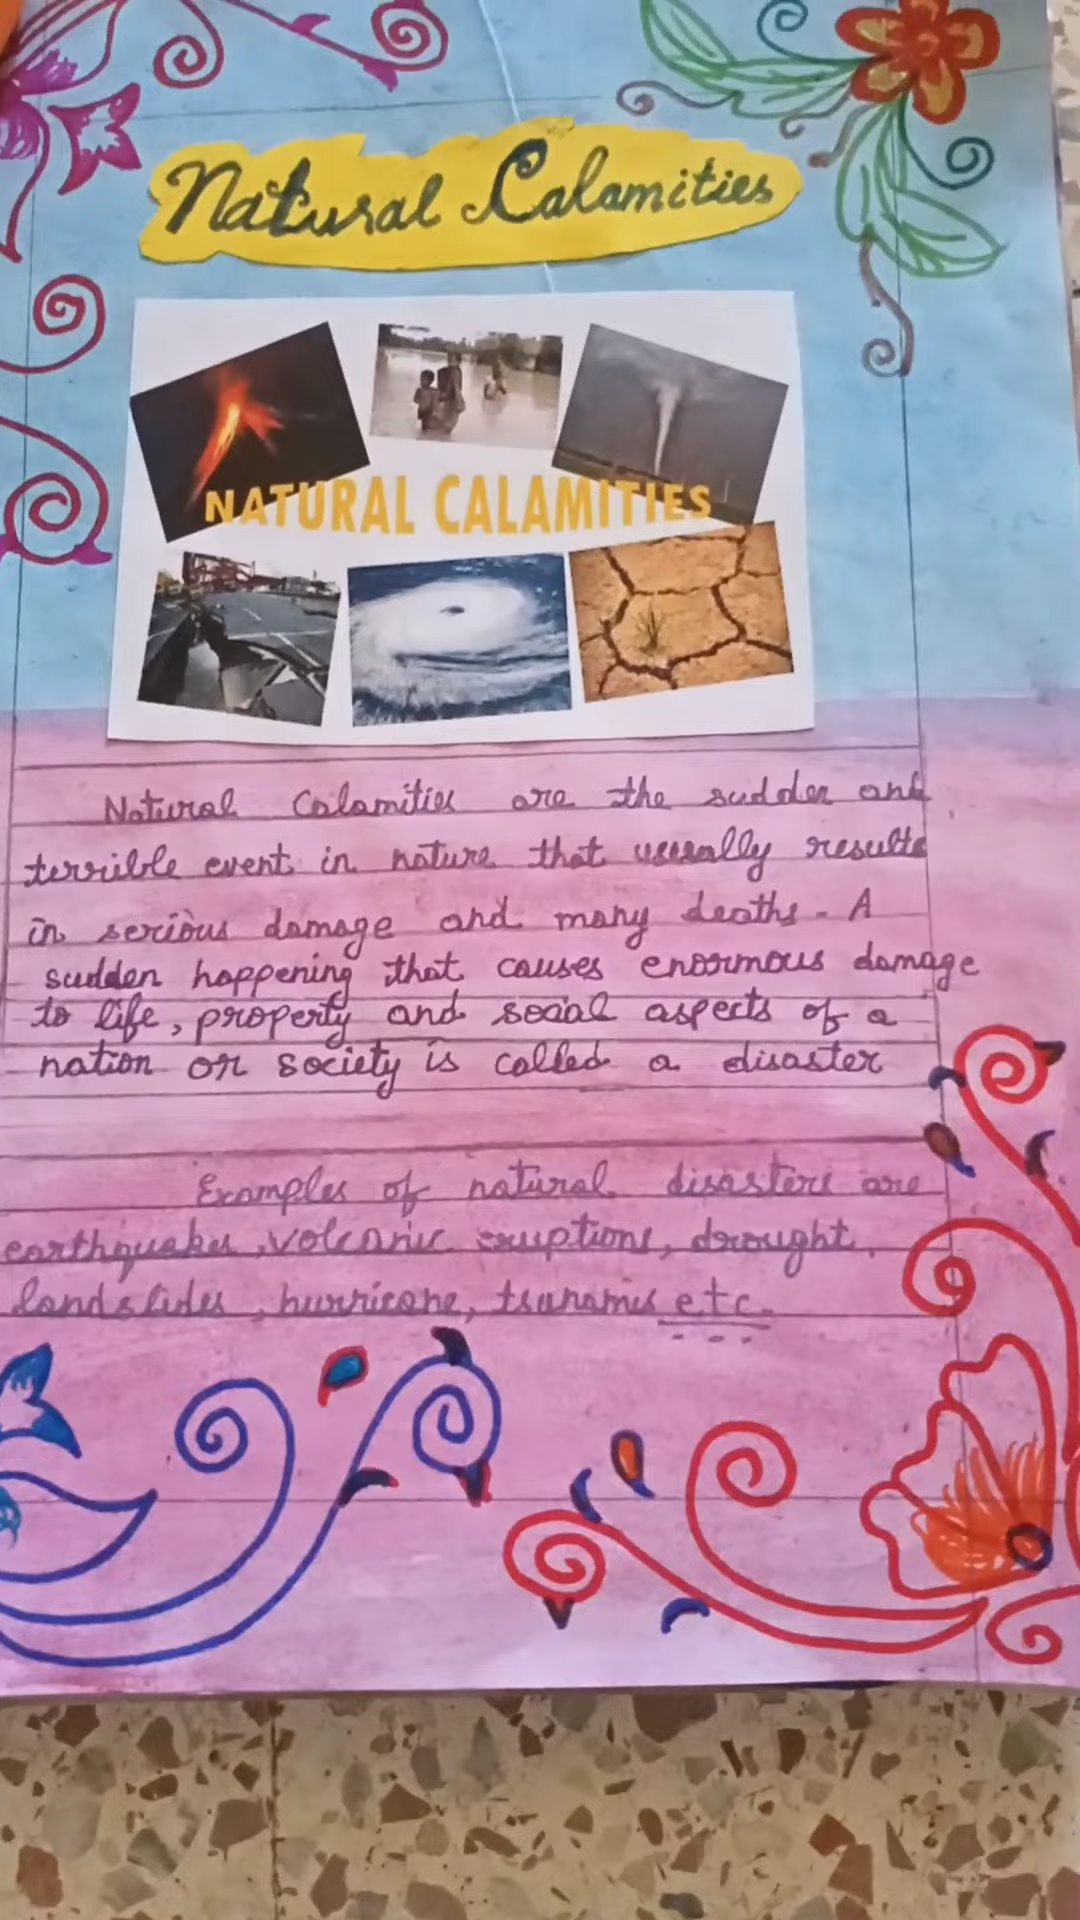 Natural Calamities
NATURAL CALAMITIES
Natural Calamities are the sudden and
terrible event in nature that usually results
in serious damage and many deaths. A
sudden happening that causes enormous damage
to life, property and social aspects of a
nation or society is called a disaster
Examples of natural disasters are
earthquakes, volcanic eruptions, drought,
landslides, hurricane, tsunamis etc.